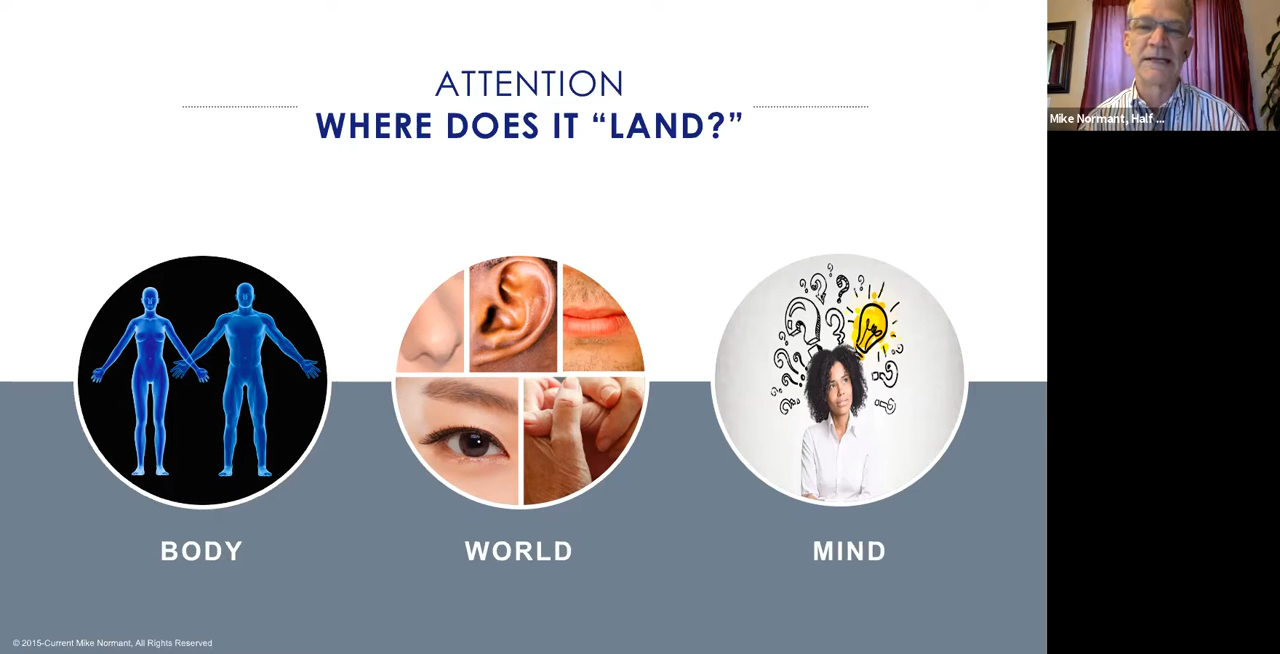 ATTENTION
WHERE DOES IT “LAND?”
Mike Normant, Half ...
BODY
WORLD
MIND
© 2015-Current Mike Normant, All Rights Reserved